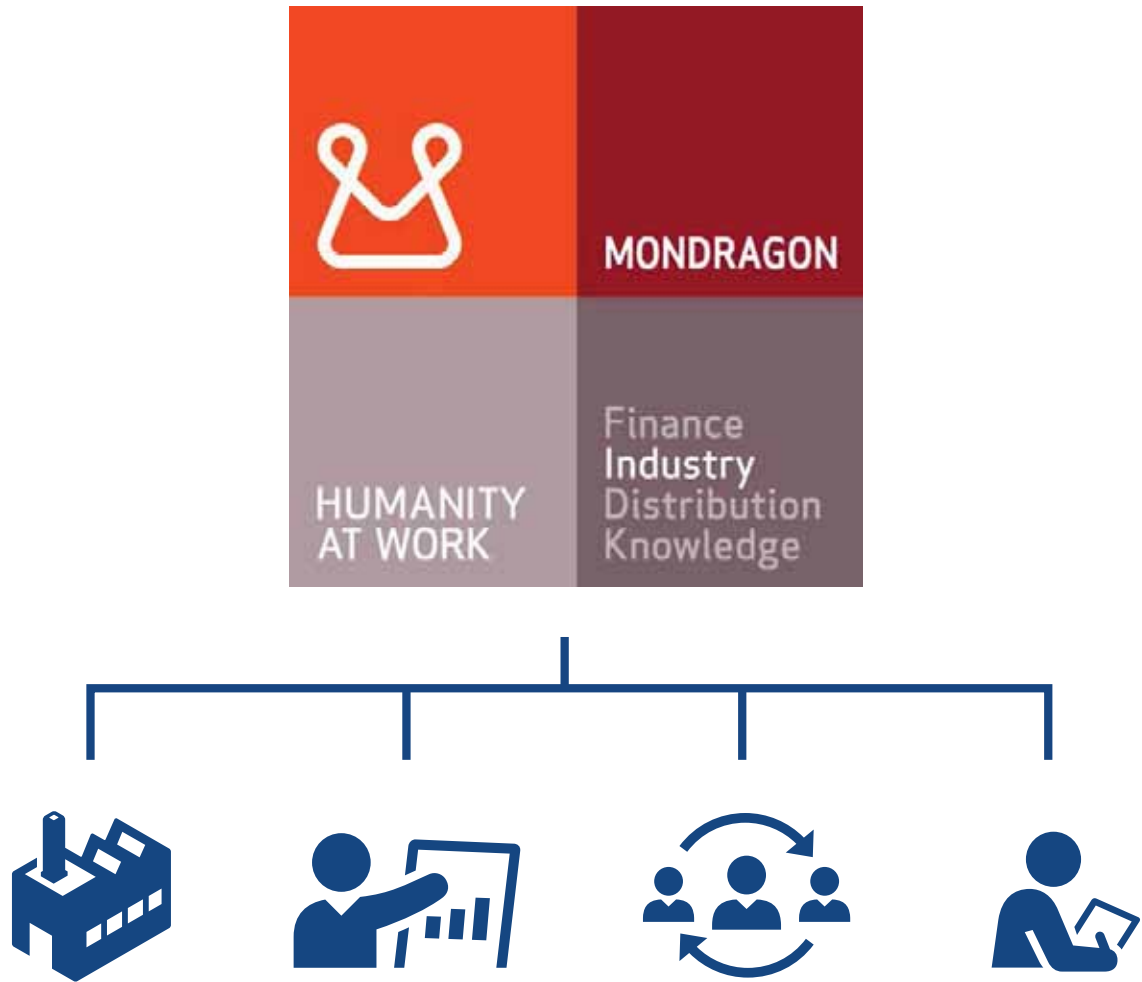 MONDRAGON
HUMANITY
AT WORK
Finance
Industry
Distribution
Knowledge